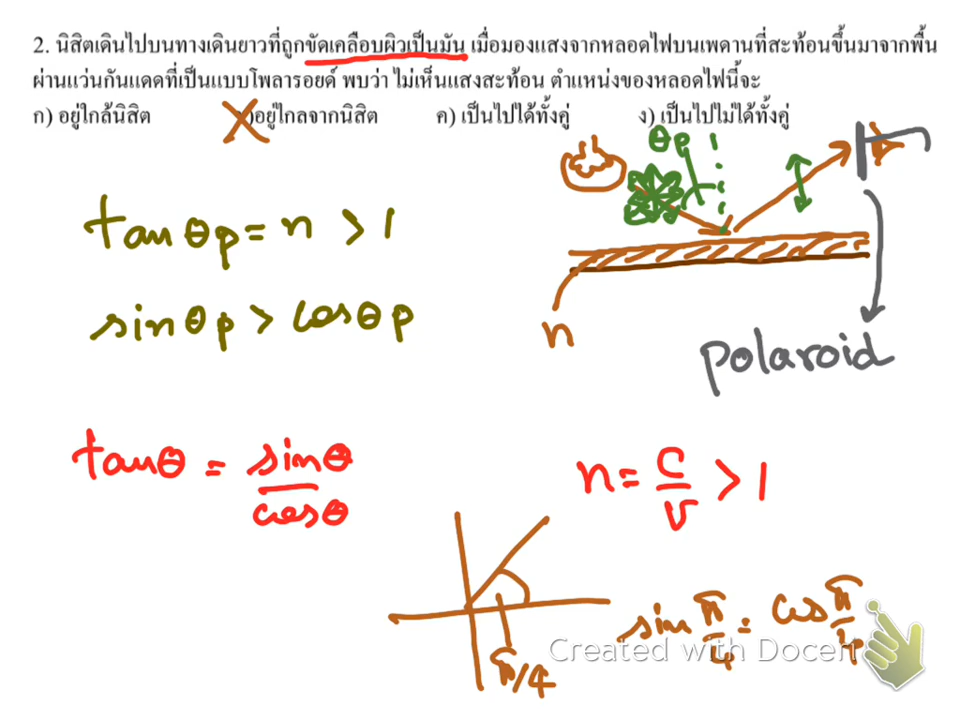 2. นิสิตเดินไปบนทางเดินยาวที่ถูกขัดเคลือบผิวเป็นมัน เมื่อมองแสงจากหลอดไฟบนเพดานที่สะท้อนขึ้นมาจากพื้น
ผ่านแว่นกันแดดที่เป็นแบบโพลารอยด์ พบว่า ไม่เห็นแสงสะท้อน ตำแหน่งของหลอดไฟนี้จะ
ก) อยู่ใกล้นิสิต )อยู่ไกลจากนิสิต ค) เป็นไปได้ทั้งคู่ ง) เป็นไปไม่ได้ทั้งคู่
θp
tan θp = n > 1
sin θp > cos θp
n
polaroid
tan θ = sin θ / cos θ
n = c / v > 1
π/4
sin π/4 = cos π/4
Created with Doceri